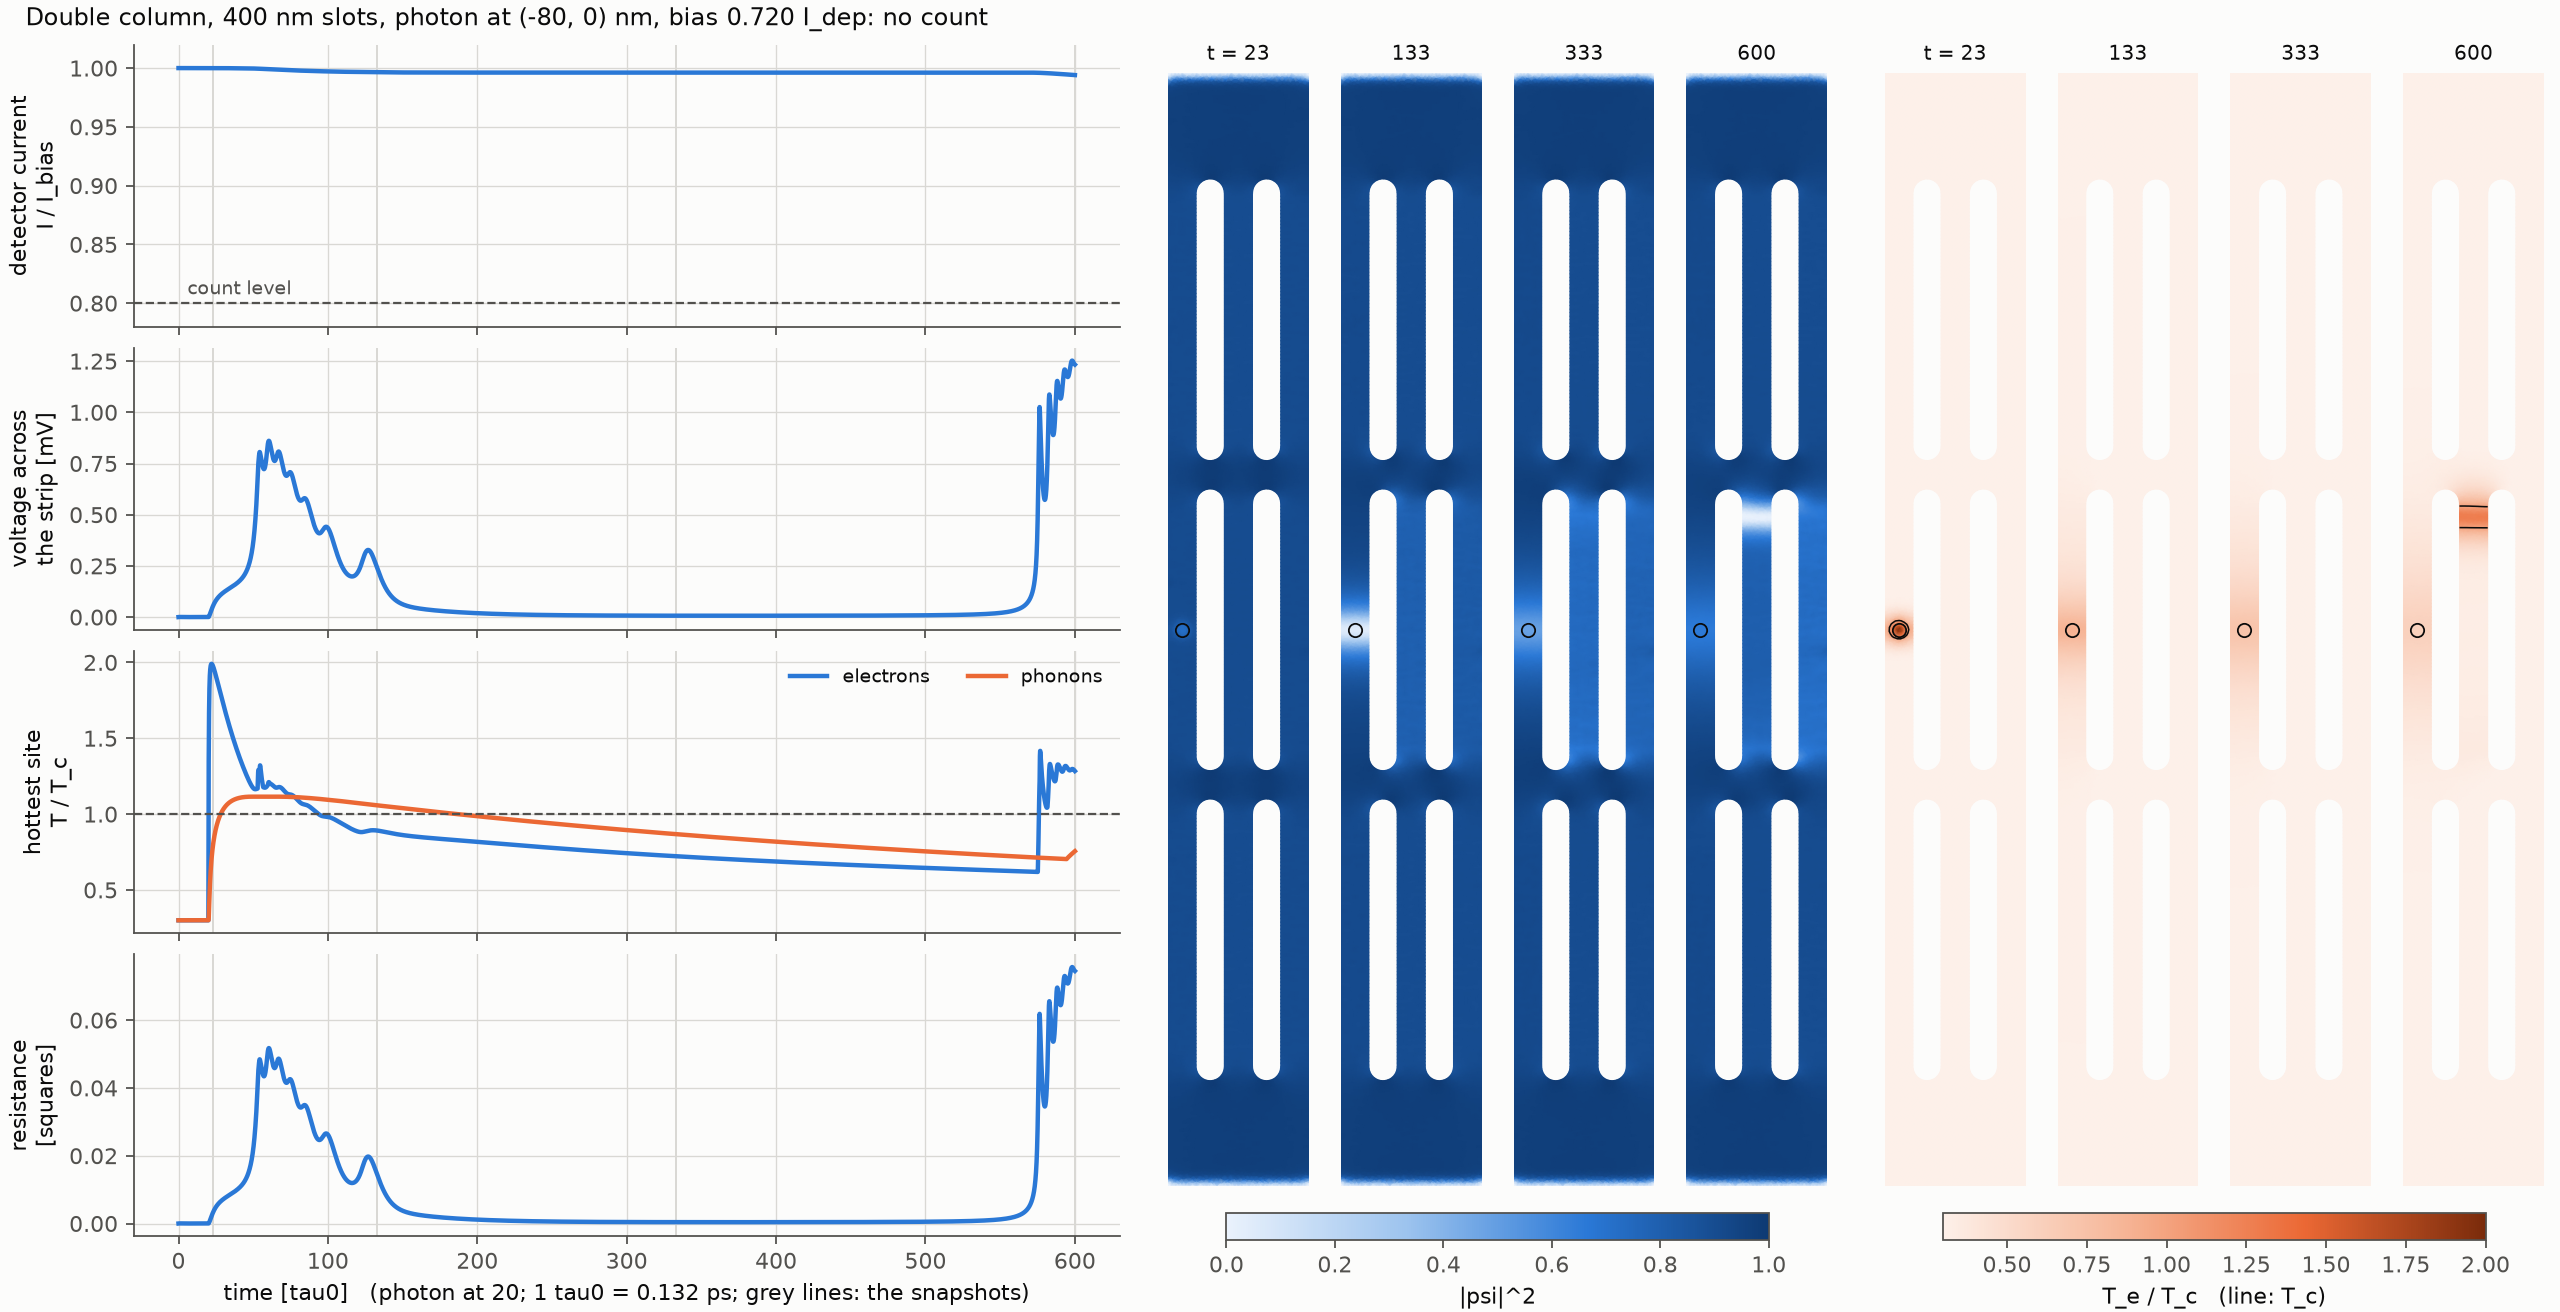 Double column, 400 nm slots, photon at (-80, 0) nm, bias 0.720 I_dep: no count
detector current
I / I_bias
1.00
0.95
0.90
0.85
0.80
count level
voltage across
the strip [mV]
1.25
1.00
0.75
0.50
0.25
0.00
hottest site
T / T_c
2.0
1.5
1.0
0.5
electrons
phonons
resistance
[squares]
0.06
0.04
0.02
0.00
0 100 200 300 400 500 600
time [tau0] (photon at 20; 1 tau0 = 0.132 ps; grey lines: the snapshots)
t = 23 133 333 600
0.0 0.2 0.4 0.6 0.8 1.0
|psi|^2
t = 23 133 333 600
0.50 0.75 1.00 1.25 1.50 1.75 2.00
T_e / T_c (line: T_c)